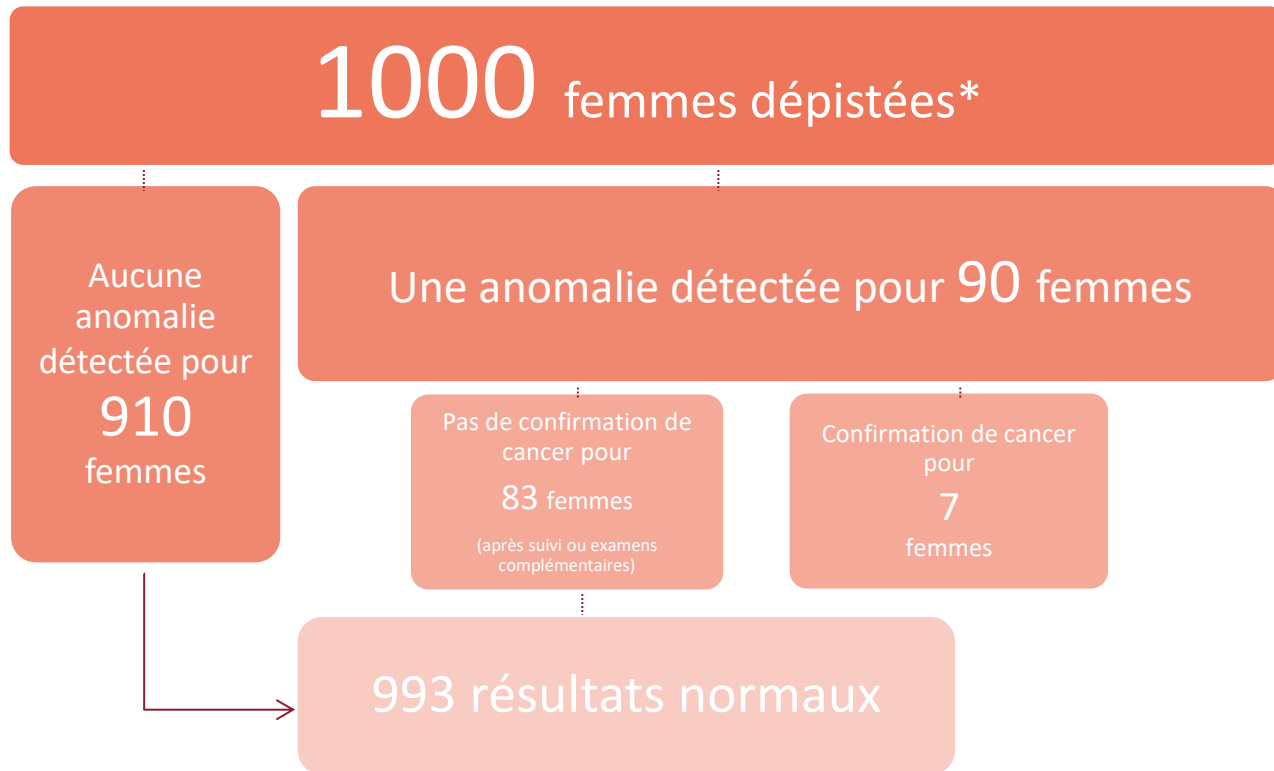 1000 femmes dépistées*
Aucune
anomalie
détectée pour
910
femmes
Une anomalie détectée pour 90 femmes
Pas de confirmation de
cancer pour
83 femmes
(après suivi ou examens
complémentaires)
Confirmation de cancer
pour
7
femmes
993 résultats normaux